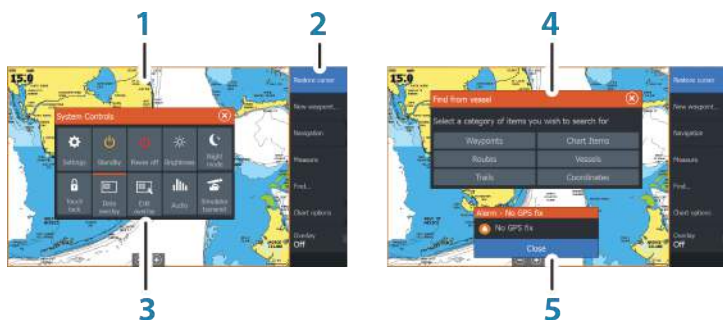 1
2
4
15.0
Restore cursor
New waypoint...
Navigation
Measure
Find...
Chart options
Overlay
Off
System Controls
Settings
Standby
Power off
Brightness
Night mode
Touch lock
Data overlay
Edit overlay
Audio
Simulate
15.0
Restore cursor
New waypoint...
Navigation
Measure
Find...
Chart options
Overlay
Off
Find from vessel
Select a category of items you wish to search for
Waypoints
Chart Items
Routes
Vessels
Trails
Coordinates
Alarm - No GPS fix
No GPS fix
Close
3
5